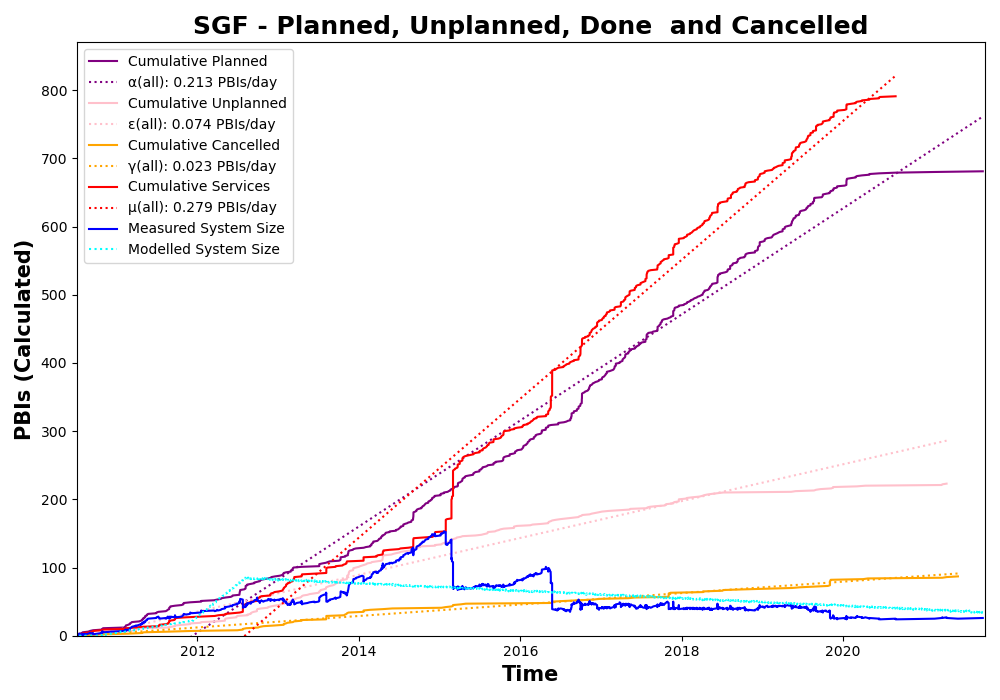 SGF - Planned, Unplanned, Done  and Cancelled
Cumulative Planned
α(all): 0.213 PBIs/day
Cumulative Unplanned
ε(all): 0.074 PBIs/day
Cumulative Cancelled
γ(all): 0.023 PBIs/day
Cumulative Services
μ(all): 0.279 PBIs/day
Measured System Size
Modelled System Size
PBIs (Calculated)
800
700
600
500
400
300
200
100
0
2012
2014
2016
2018
2020
Time